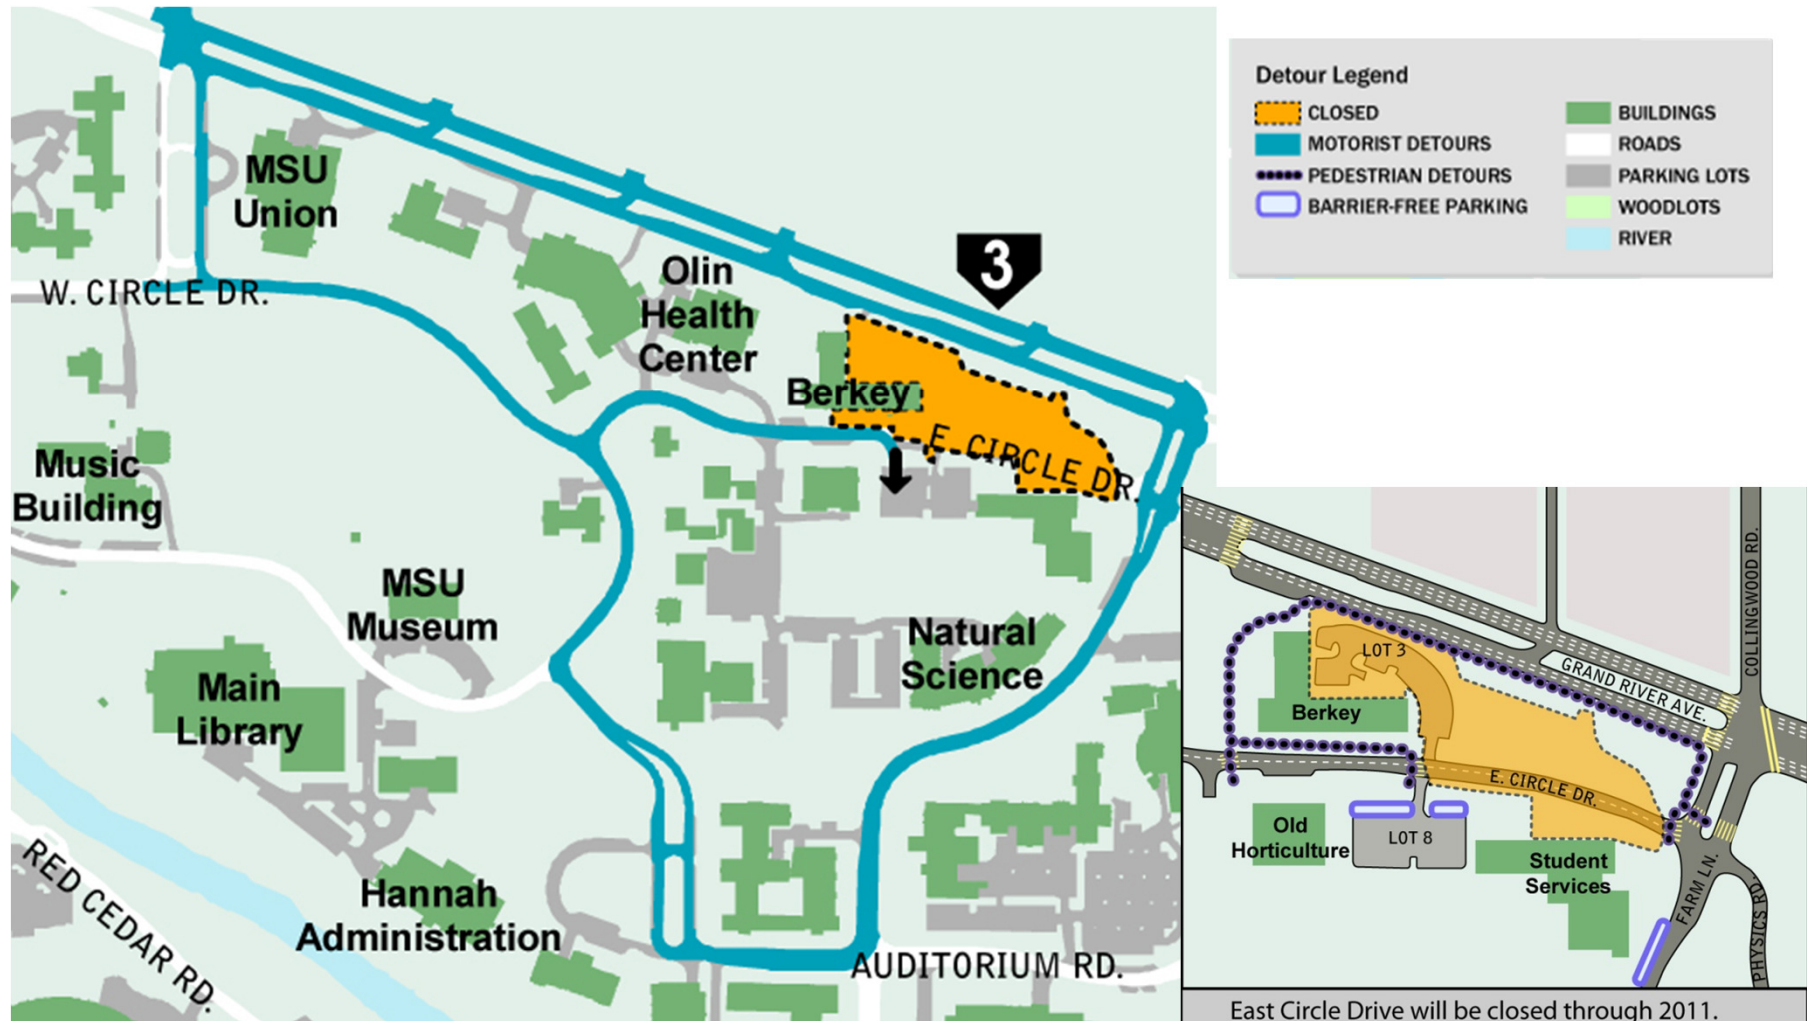 MSU
Union
W. CIRCLE DR.
Olin
Health
Center
3
Berkey
E. CIRCLE DR.
Music
Building
MSU
Museum
Main
Library
Natural
Science
RED CEDAR RD.
Hannah
Administration
AUDITORIUM RD.
Detour Legend
CLOSED
MOTORIST DETOURS
PEDESTRIAN DETOURS
BARRIER-FREE PARKING
BUILDINGS
ROADS
PARKING LOTS
WOODLOTS
RIVER
COLLINGWOOD RD.
LOT 3
GRAND RIVER AVE.
Berkey
E. CIRCLE DR.
Old
Horticulture
LOT 8
Student
Services
FARM LN.
PHYSICS RD.
East Circle Drive will be closed through 2011.